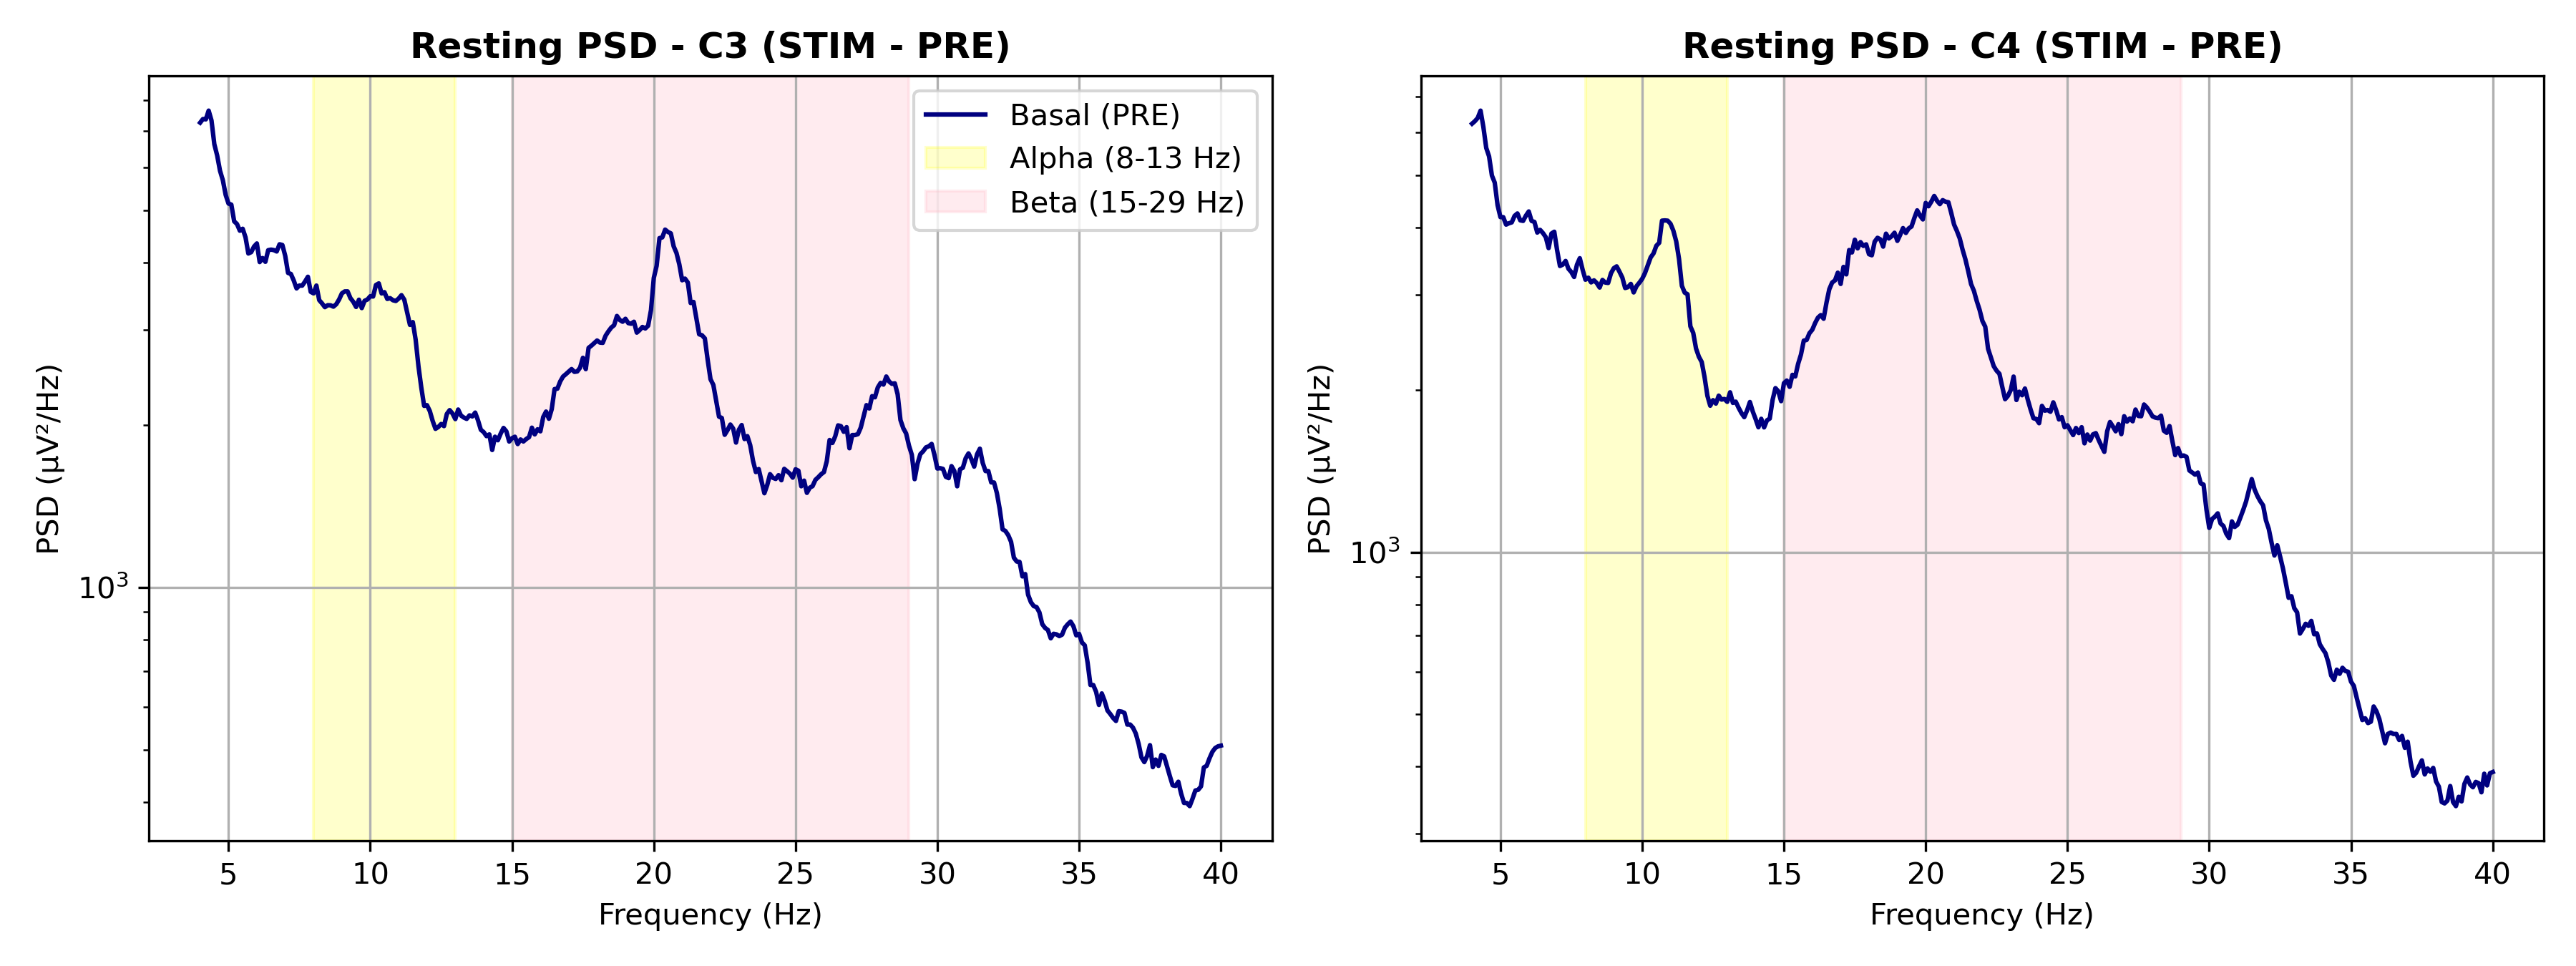 Resting PSD - C3 (STIM - PRE)
PSD (µV²/Hz)
10³
Basal (PRE)
Alpha (8-13 Hz)
Beta (15-29 Hz)
5 10 15 20 25 30 35 40
Frequency (Hz)
Resting PSD - C4 (STIM - PRE)
PSD (µV²/Hz)
10³
5 10 15 20 25 30 35 40
Frequency (Hz)